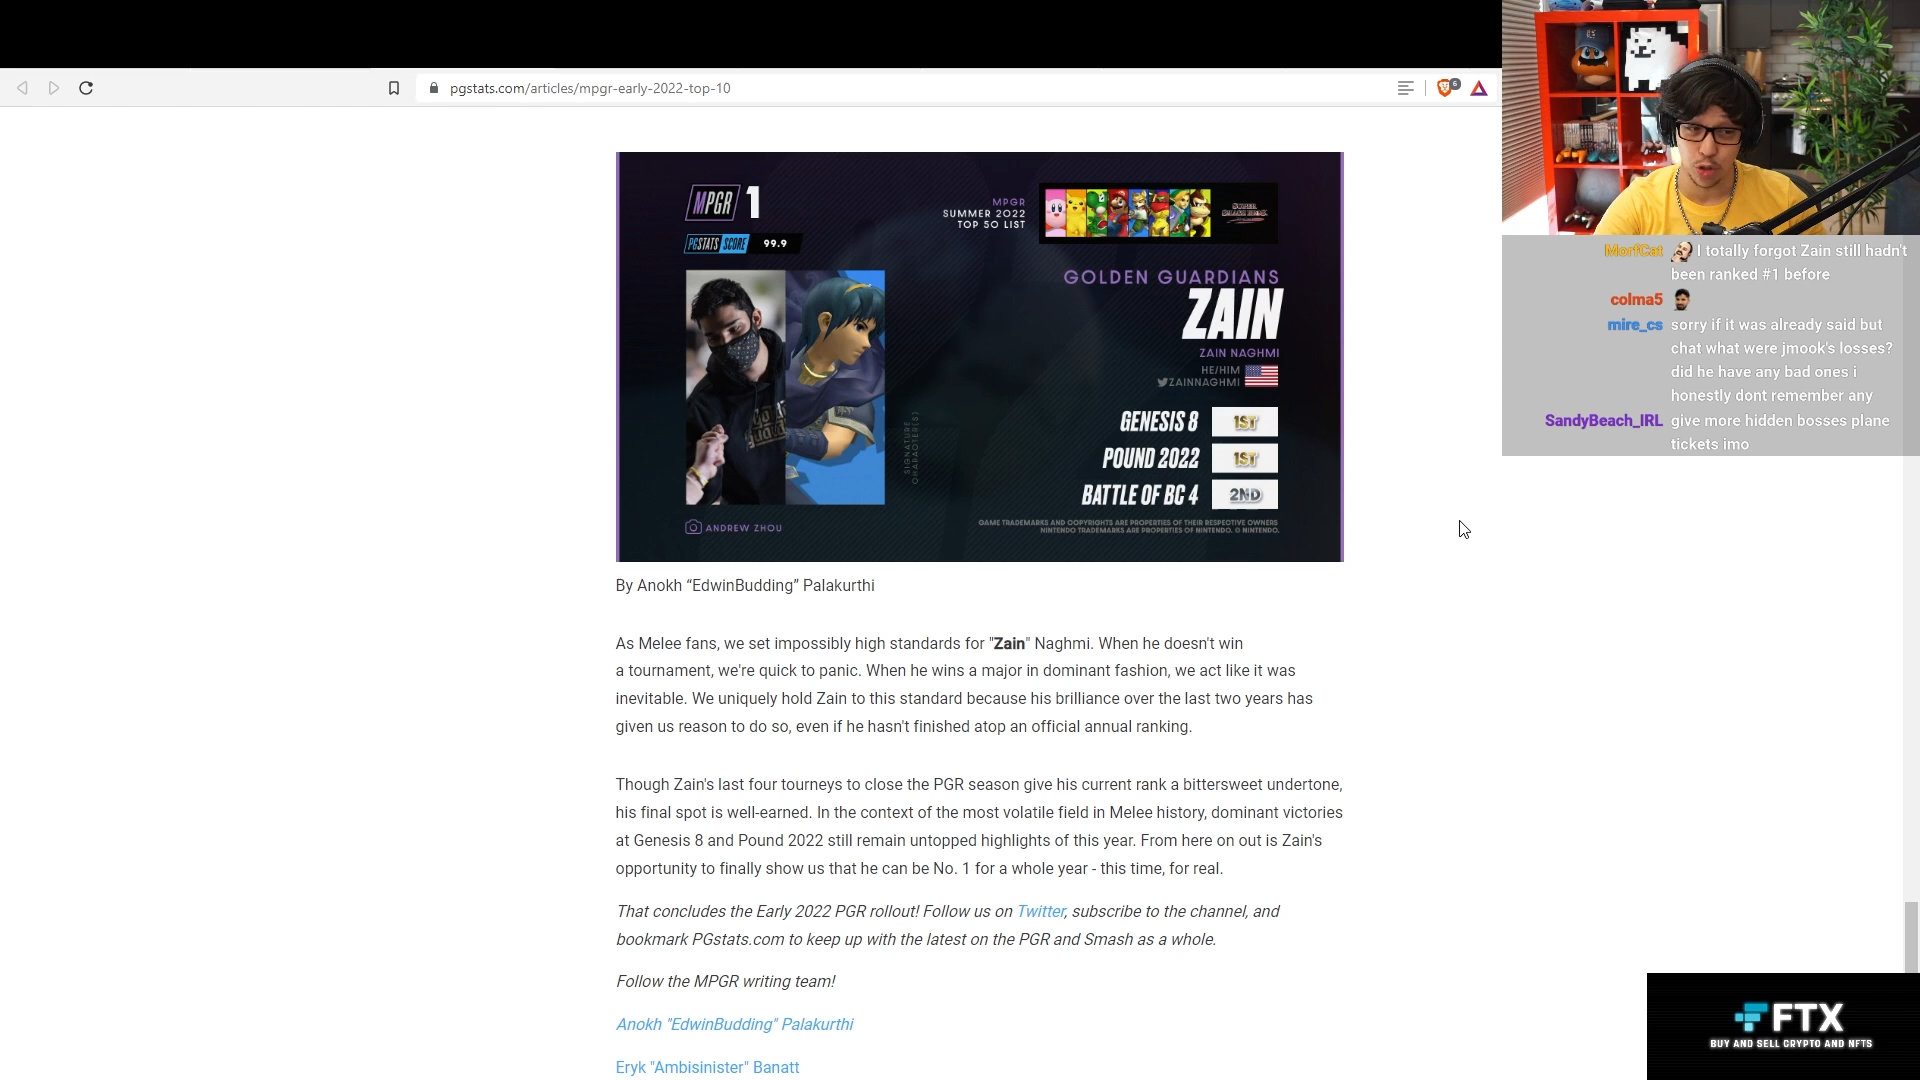 pgstats.com/articles/mpgr-early-2022-top-10
6
MPGR 1
PGSTATS SCORE 99.9
MPGR
SUMMER 2022
TOP 50 LIST
GOLDEN GUARDIANS
ZAIN
ZAIN NAGHMI
HE/HIM
ZAINNAGHMI
SIGNATURE
CHARACTER(S)
GENESIS 8 1ST
POUND 2022 1ST
BATTLE OF BC 4 2ND
ANDREW ZHOU
GAME TRADEMARKS AND COPYRIGHTS ARE PROPERTIES OF THEIR RESPECTIVE OWNERS
NINTENDO TRADEMARKS ARE PROPERTIES OF NINTENDO. © NINTENDO.
By Anokh “EdwinBudding” Palakurthi
As Melee fans, we set impossibly high standards for "Zain" Naghmi. When he doesn't win
a tournament, we're quick to panic. When he wins a major in dominant fashion, we act like it was
inevitable. We uniquely hold Zain to this standard because his brilliance over the last two years has
given us reason to do so, even if he hasn't finished atop an official annual ranking.
Though Zain's last four tourneys to close the PGR season give his current rank a bittersweet undertone,
his final spot is well-earned. In the context of the most volatile field in Melee history, dominant victories
at Genesis 8 and Pound 2022 still remain untopped highlights of this year. From here on out is Zain's
opportunity to finally show us that he can be No. 1 for a whole year - this time, for real.
That concludes the Early 2022 PGR rollout! Follow us on Twitter, subscribe to the channel, and
bookmark PGstats.com to keep up with the latest on the PGR and Smash as a whole.
Follow the MPGR writing team!
Anokh "EdwinBudding" Palakurthi
Eryk "Ambisinister" Banatt
MorfCat I totally forgot Zain still hadn't
been ranked #1 before
colma5
mire_cs sorry if it was already said but
chat what were jmook's losses?
did he have any bad ones i
honestly dont remember any
SandyBeach_IRL give more hidden bosses plane
tickets imo
FTX
BUY AND SELL CRYPTO AND NFTS